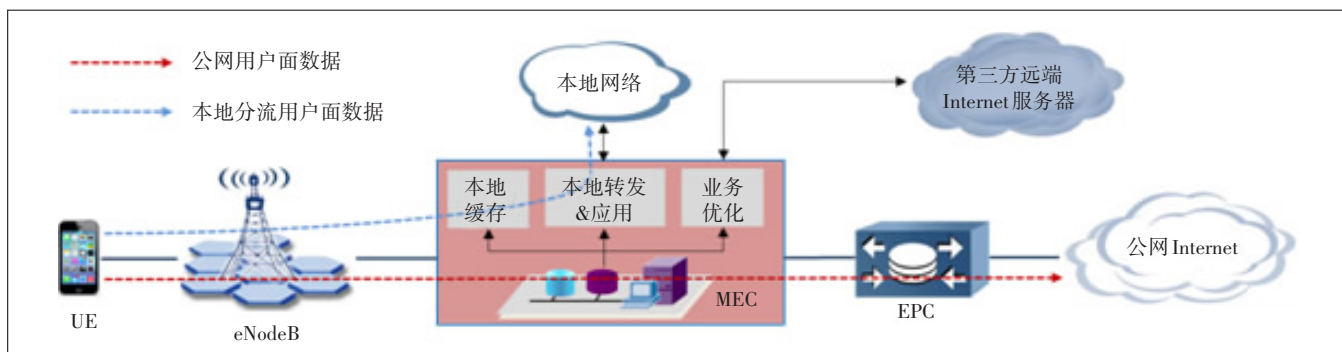 公网用户面数据
本地分流用户面数据
本地网络
第三方远端
Internet服务器
本地
缓存
本地转发
&应用
业务
优化
公网Internet
MEC
UE
eNodeB
EPC